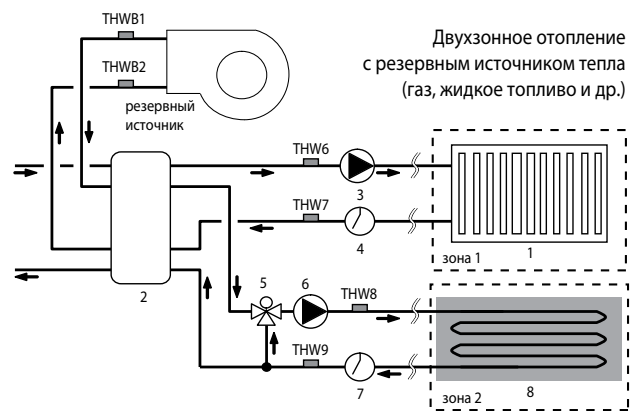 THWB1
THWB2
резервный
источник
Двухзонное отопление
с резервным источником тепла
(газ, жидкое топливо и др.)
THW6
3
THW7
4
зона 1
1
2
5
6
THW8
THW9
7
зона 2
8